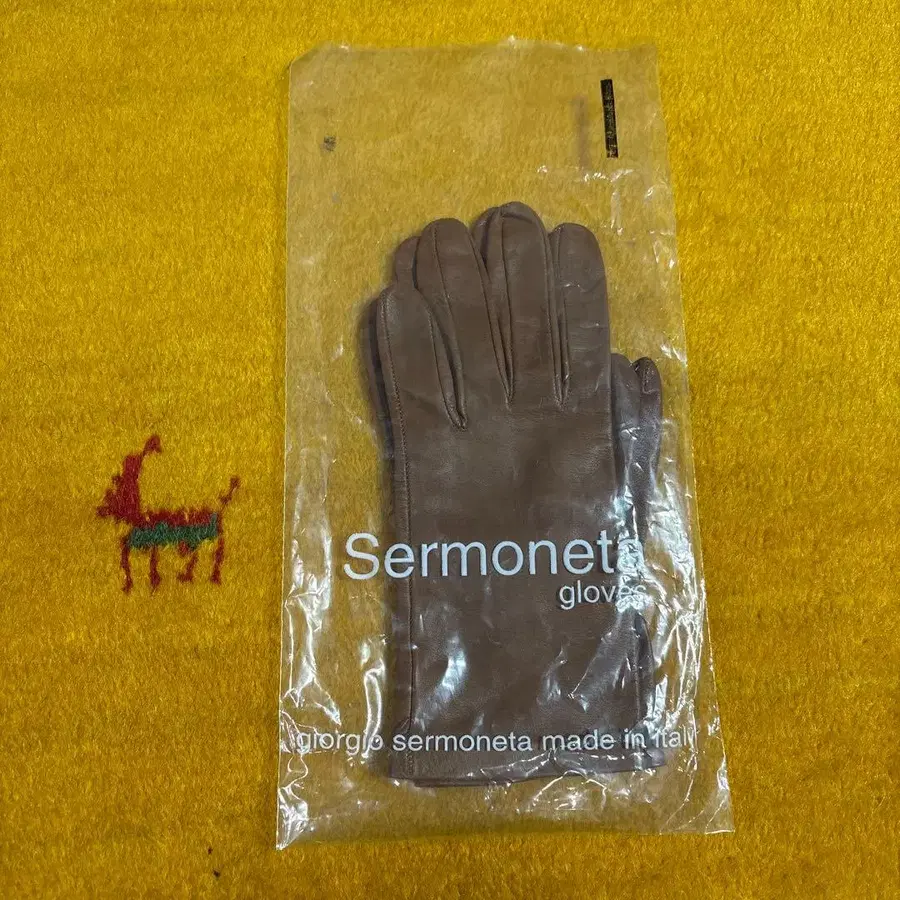 Sermoneta
gloves
giorgio sermoneta made in italy